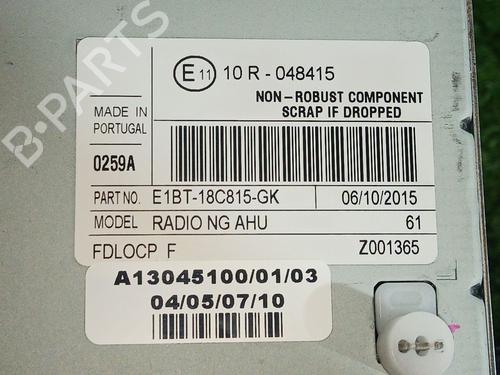 B-PARTS
E 11 10 R - 048415
NON-ROBUST COMPONENT
SCRAP IF DROPPED
MADE IN
PORTUGAL
0259A
PART NO. E1BT-18C815-GK 06/10/2015
MODEL RADIO NG AHU 61
FDLOCP F Z001365
A13045100/01/03
04/05/07/10